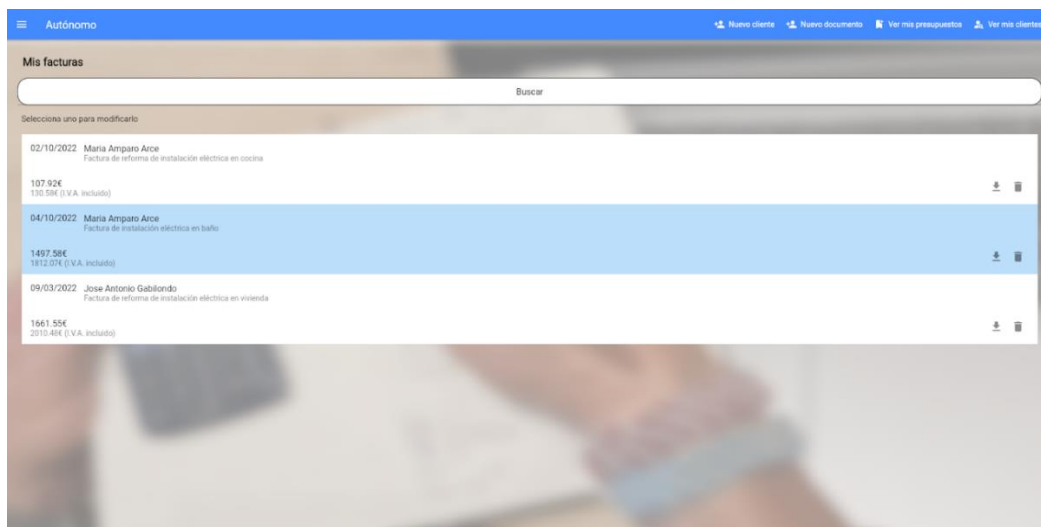 Autónomo
Nuevo cliente
Nuevo documento
Ver mis presupuestos
Ver mis clientes
Mis facturas
Buscar
Selecciona uno para modificarlo
02/10/2022 Maria Amparo Arce
Factura de reforma de instalación eléctrica en cocina
107.92€
130.58€ (I.V.A. incluido)
04/10/2022 Maria Amparo Arce
Factura de instalación eléctrica en baño
1497.58€
1812.07€ (I.V.A. incluido)
09/03/2022 Jose Antonio Gabilondo
Factura de reforma de instalación eléctrica en vivienda
1661.55€
2010.48€ (I.V.A. incluido)